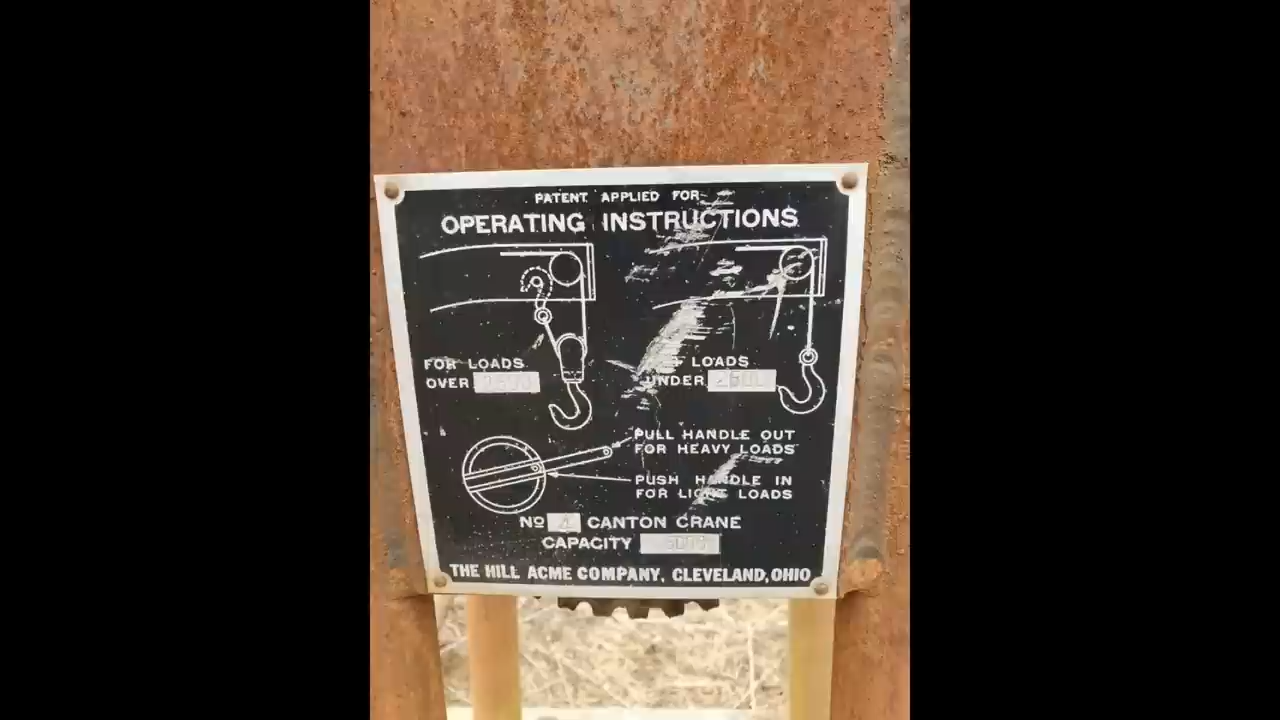 PATENT APPLIED FOR
OPERATING INSTRUCTIONS
FOR LOADS
OVER
LOADS
UNDER
PULL HANDLE OUT
FOR HEAVY LOADS
PUSH HANDLE IN
FOR LIGHT LOADS
No 4 CANTON CRANE
CAPACITY
THE HILL ACME COMPANY, CLEVELAND, OHIO